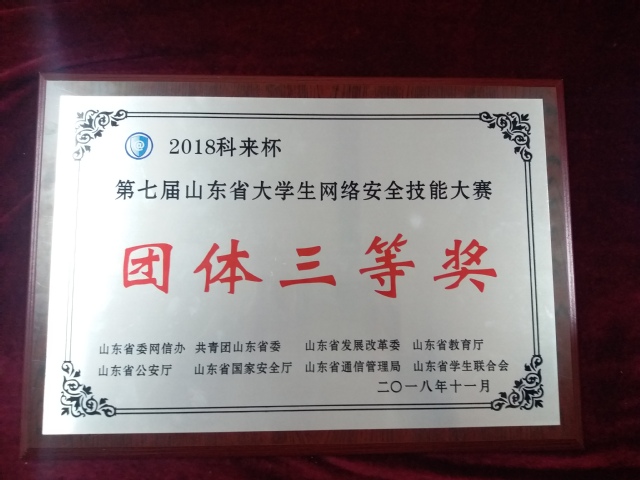 2018科来杯
第七届山东省大学生网络安全技能大赛
团体三等奖
山东省委网信办 共青团山东省委 山东省发展改革委 山东省教育厅
山东省公安厅 山东省国家安全厅 山东省通信管理局 山东省学生联合会
二〇一八年十一月